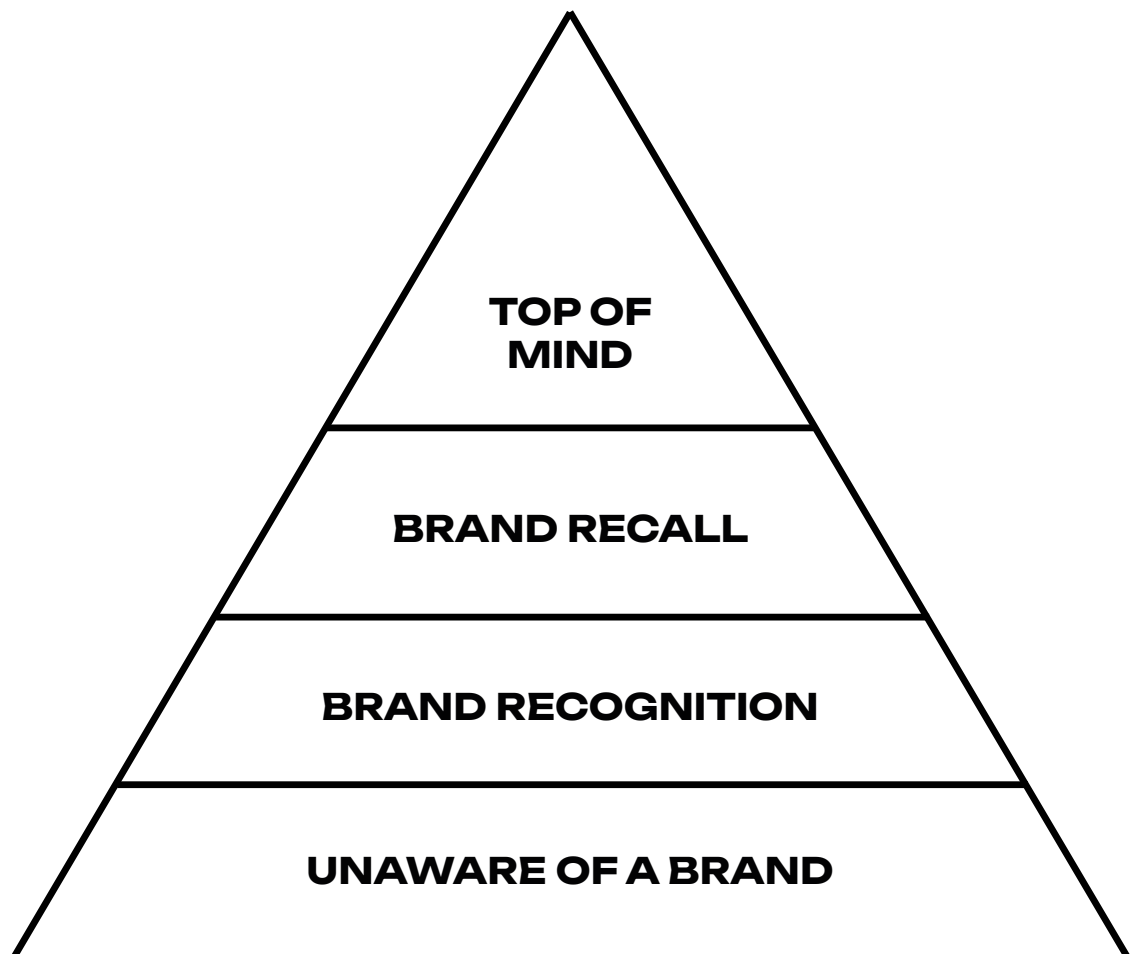 TOP OF
MIND
BRAND RECALL
BRAND RECOGNITION
UNAWARE OF A BRAND